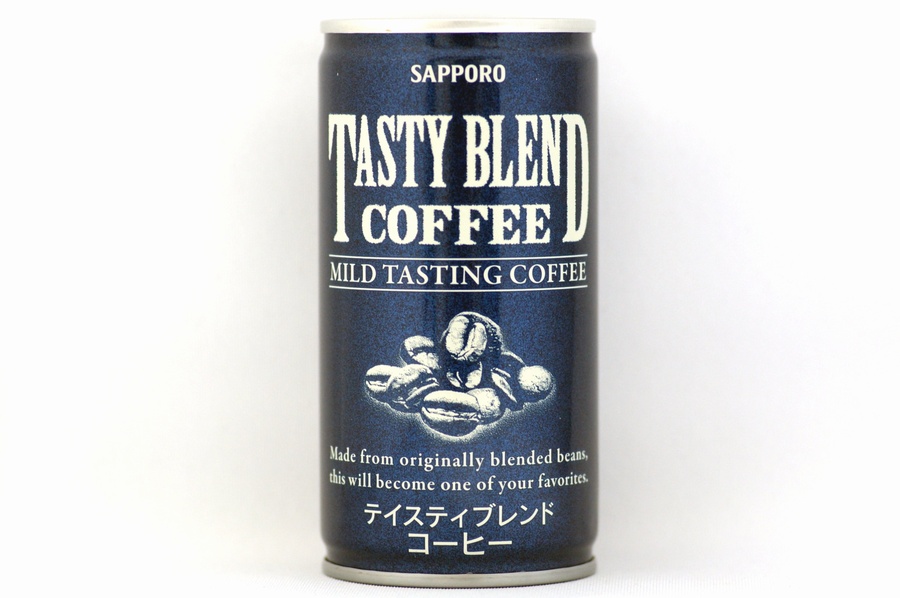 SAPPORO
TASTY BLEND
COFFEE
MILD TASTING COFFEE
Made from originally blended beans,
this will become one of your favorites.
テイスティブレンド
コーヒー